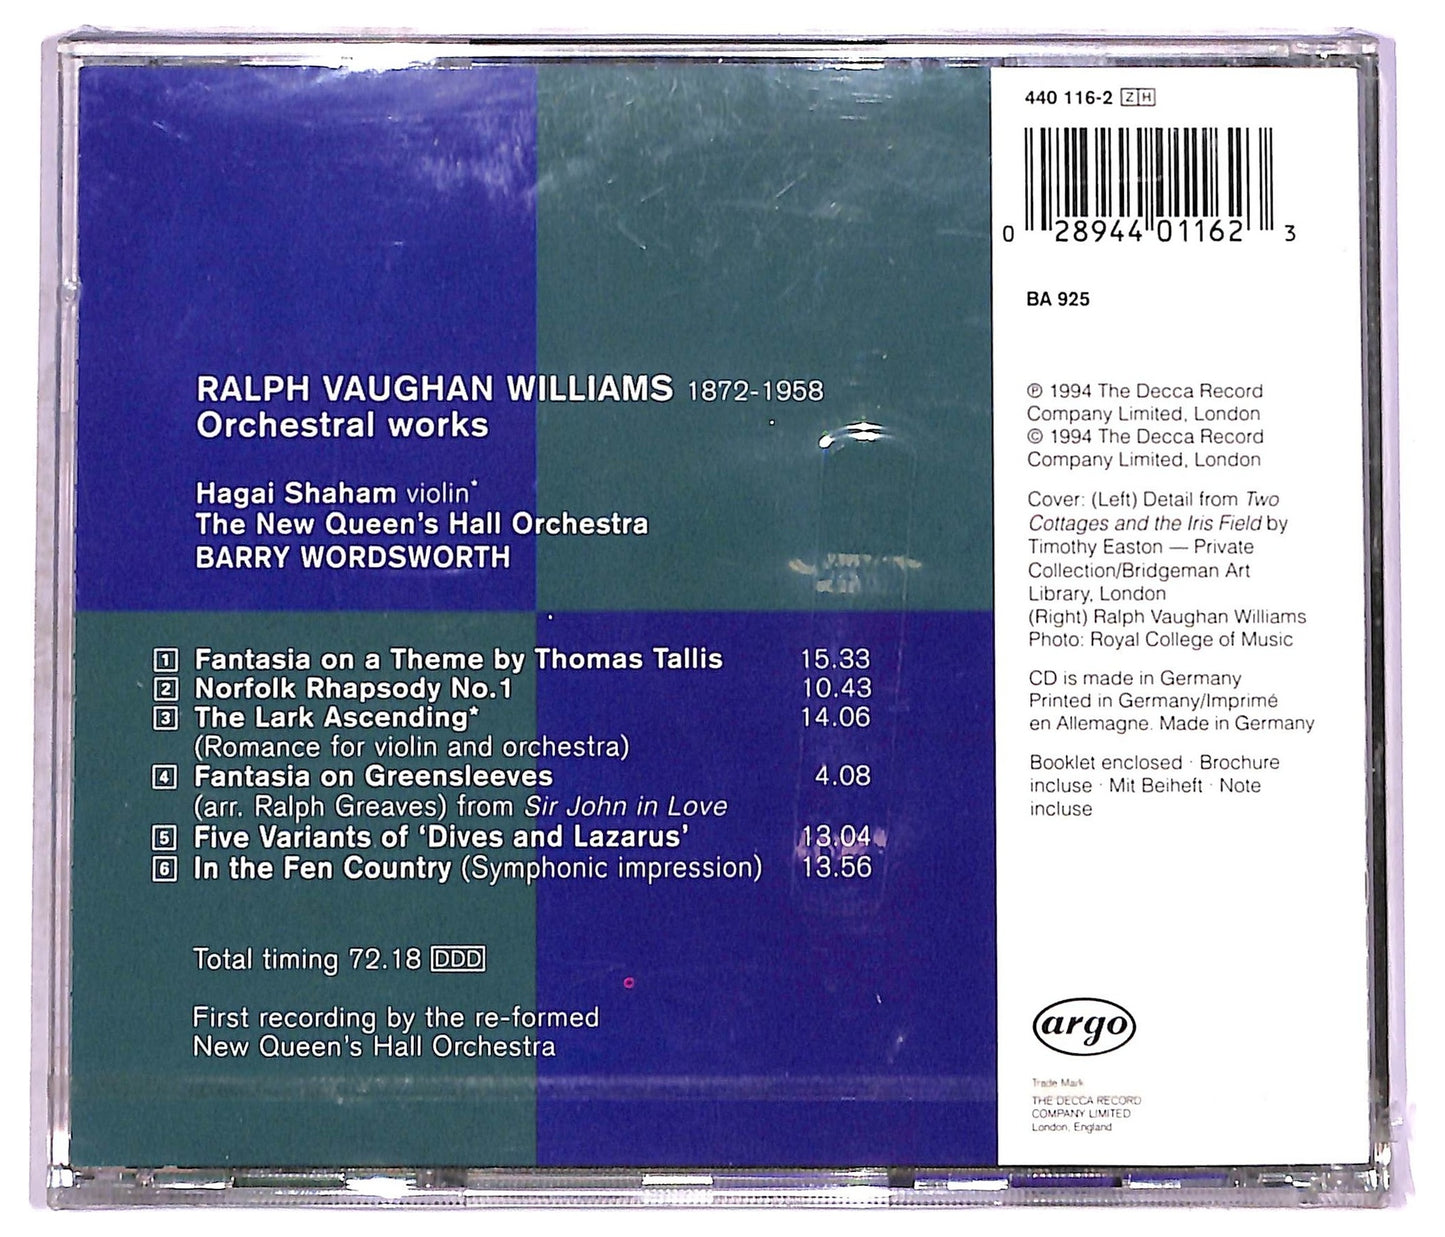 RALPH VAUGHAN WILLIAMS 1872-1958
Orchestral works
Hagai Shaham violin*
The New Queen's Hall Orchestra
BARRY WORDSWORTH
1 Fantasia on a Theme by Thomas Tallis 15.33
2 Norfolk Rhapsody No.1 10.43
3 The Lark Ascending* 14.06
(Romance for violin and orchestra)
4 Fantasia on Greensleeves 4.08
(arr. Ralph Greaves) from Sir John in Love
5 Five Variants of ‘Dives and Lazarus’ 13.04
6 In the Fen Country (Symphonic impression) 13.56
Total timing 72.18 DDD
First recording by the re-formed
New Queen's Hall Orchestra
440 116-2 ZH
0 28944 01162 3
BA 925
℗ 1994 The Decca Record
Company Limited, London
© 1994 The Decca Record
Company Limited, London
Cover: (Left) Detail from Two
Cottages and the Iris Field by
Timothy Easton — Private
Collection/Bridgeman Art
Library, London
(Right) Ralph Vaughan Williams
Photo: Royal College of Music
CD is made in Germany
Printed in Germany/Imprimé
en Allemagne. Made in Germany
Booklet enclosed · Brochure
incluse · Mit Beiheft · Note
incluse
argo
Trade Mark
THE DECCA RECORD
COMPANY LIMITED
London, England